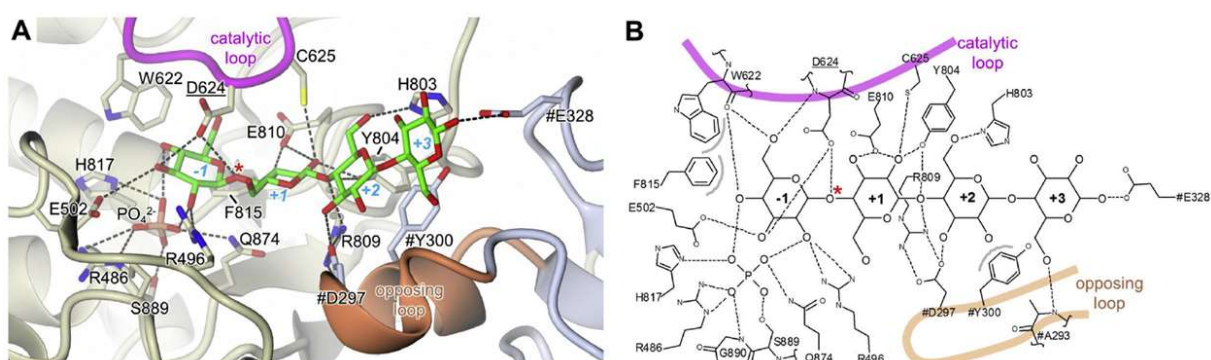 A
catalytic
loop
C625
W622
D624
H803
#E328
E810
Y804
+3
H817
-1
*
+1
+2
E502
PO₄²⁻
F815
R809
#Y300
R496
Q874
R486
#D297
opposing
loop
S889
B
catalytic
loop
C625
W622
D624
Y804
E810
H803
S
N
O
F815
R809
E502
-1
*
+1
+2
+3
#E328
P
H817
opposing
loop
#D297
#Y300
#A293
R486
G890
S889
Q874
R496